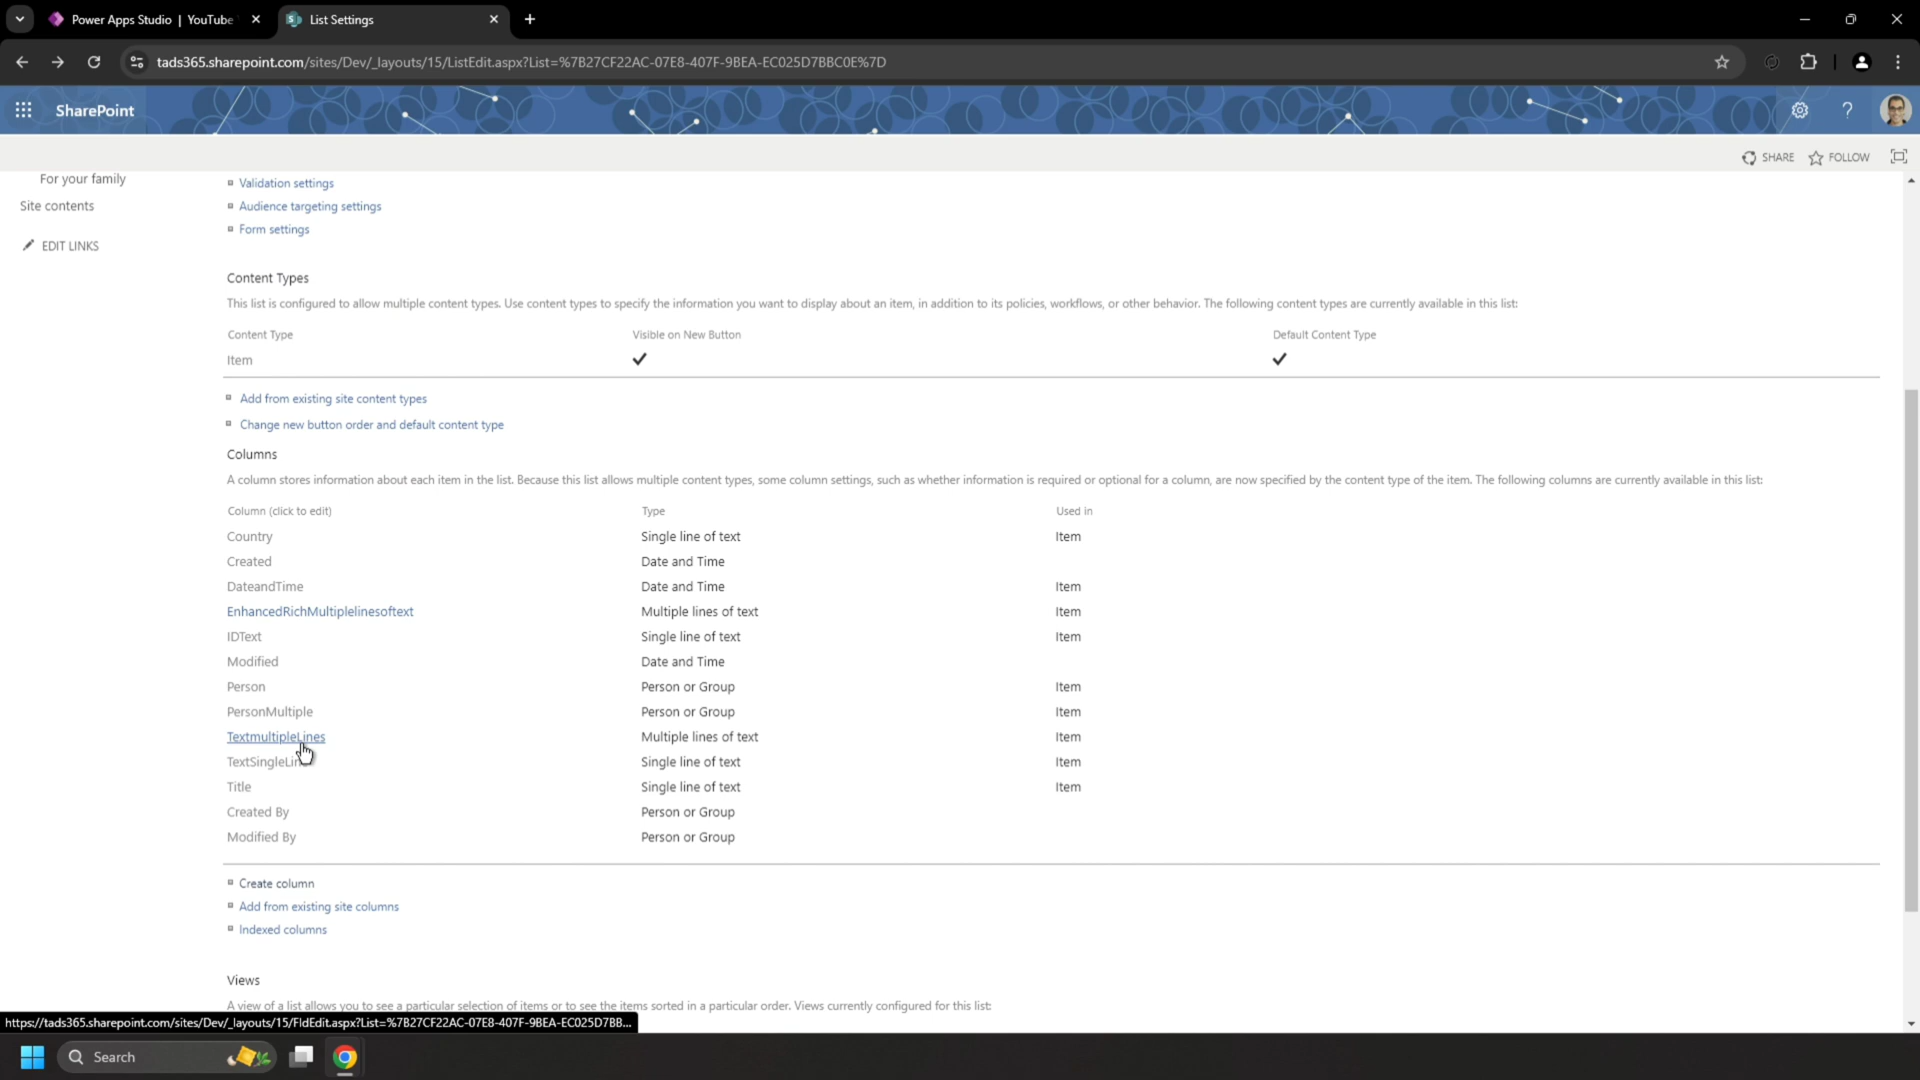 Power Apps Studio | YouTube
List Settings
tads365.sharepoint.com/sites/Dev/_layouts/15/ListEdit.aspx?List=%7B27CF22AC-07E8-407F-9BEA-EC025D7BBC0E%7D
SharePoint
SHARE
FOLLOW
For your family
Site contents
EDIT LINKS
Validation settings
Audience targeting settings
Form settings
Content Types
This list is configured to allow multiple content types. Use content types to specify the information you want to display about an item, in addition to its policies, workflows, or other behavior. The following content types are currently available in this list:
Content Type Visible on New Button Default Content Type
Item
Add from existing site content types
Change new button order and default content type
Columns
A column stores information about each item in the list. Because this list allows multiple content types, some column settings, such as whether information is required or optional for a column, are now specified by the content type of the item. The following columns are currently available in this list:
Column (click to edit) Type Used in
Country Single line of text Item
Created Date and Time
DateandTime Date and Time Item
EnhancedRichMultiplelinesoftext Multiple lines of text Item
IDText Single line of text Item
Modified Date and Time
Person Person or Group Item
PersonMultiple Person or Group Item
TextmultipleLines Multiple lines of text Item
TextSingleLin Single line of text Item
Title Single line of text Item
Created By Person or Group
Modified By Person or Group
Create column
Add from existing site columns
Indexed columns
Views
A view of a list allows you to see a particular selection of items or to see the items sorted in a particular order. Views currently configured for this list:
https://tads365.sharepoint.com/sites/Dev/_layouts/15/FldEdit.aspx?List=%7B27CF22AC-07E8-407F-9BEA-EC025D7BB...
Search